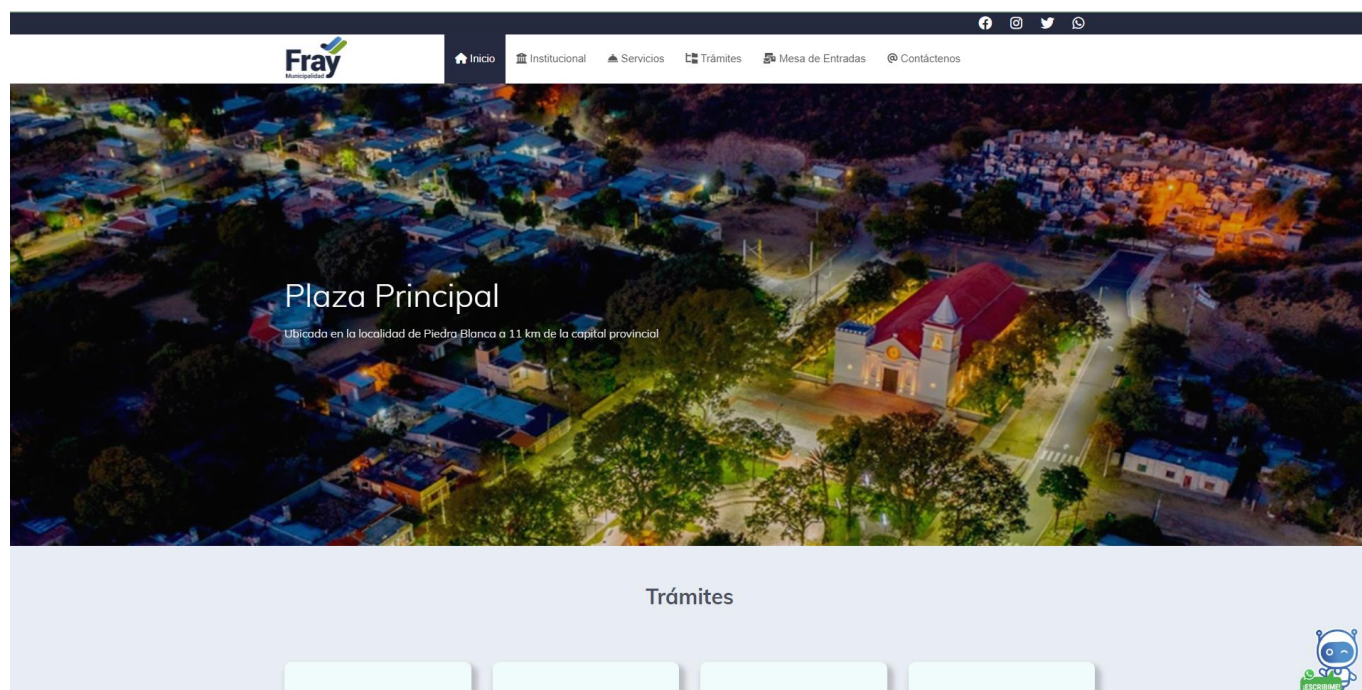 Fray
Municipalidad
Inicio
Institucional
Servicios
Trámites
Mesa de Entradas
@ Contáctenos
Plaza Principal
Ubicada en la localidad de Piedra Blanca a 11 km de la capital provincial
Trámites
¡ESCRIBIME!